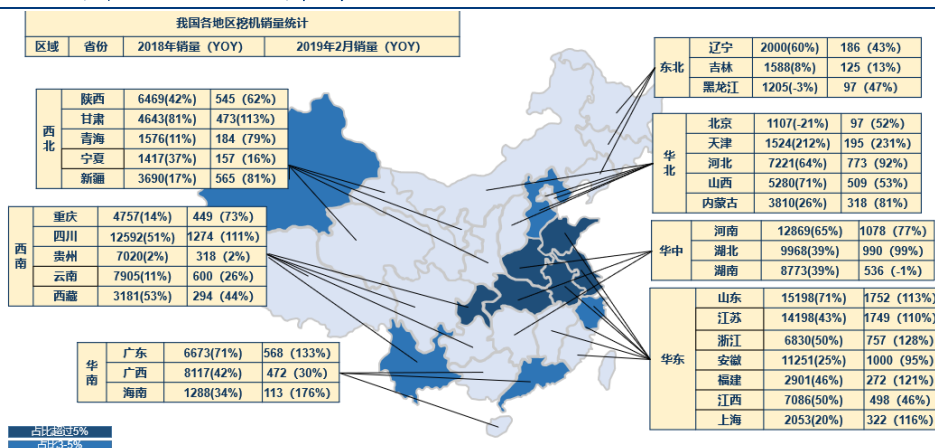 我国各地区挖机销量统计
区域 省份 2018年销量（YOY） 2019年2月销量（YOY）
西北
陕西 6469(42%) 545（62%）
甘肃 4643(81%) 473(113%)
青海 1576(11%) 184（79%）
宁夏 1417(37%) 157（16%）
新疆 3690(17%) 565（81%）
西南
重庆 4757(14%) 449（73%）
四川 12592(51%) 1274（111%）
贵州 7020(2%) 318（2%）
云南 7905(11%) 600（26%）
西藏 3181(53%) 294（44%）
华南
广东 6673(71%) 568（133%）
广西 8117(42%) 472（30%）
海南 1288(34%) 113（176%）
东北
辽宁 2000(60%) 186（43%）
吉林 1588(8%) 125（13%）
黑龙江 1205(-3%) 97（47%）
华北
北京 1107(-21%) 97（52%）
天津 1524(212%) 195（231%）
河北 7221(64%) 773（92%）
山西 5280(71%) 509（53%）
内蒙古 3810(26%) 318（81%）
华中
河南 12869(65%) 1078（77%）
湖北 9968(39%) 990（99%）
湖南 8773(39%) 536（-1%）
华东
山东 15198(71%) 1752（113%）
江苏 14198(43%) 1749（110%）
浙江 6830(50%) 757（128%）
安徽 11251(25%) 1000（95%）
福建 2901(46%) 272（121%）
江西 7086(50%) 498（46%）
上海 2053(20%) 322（116%）
占比超过5%
占比3-5%